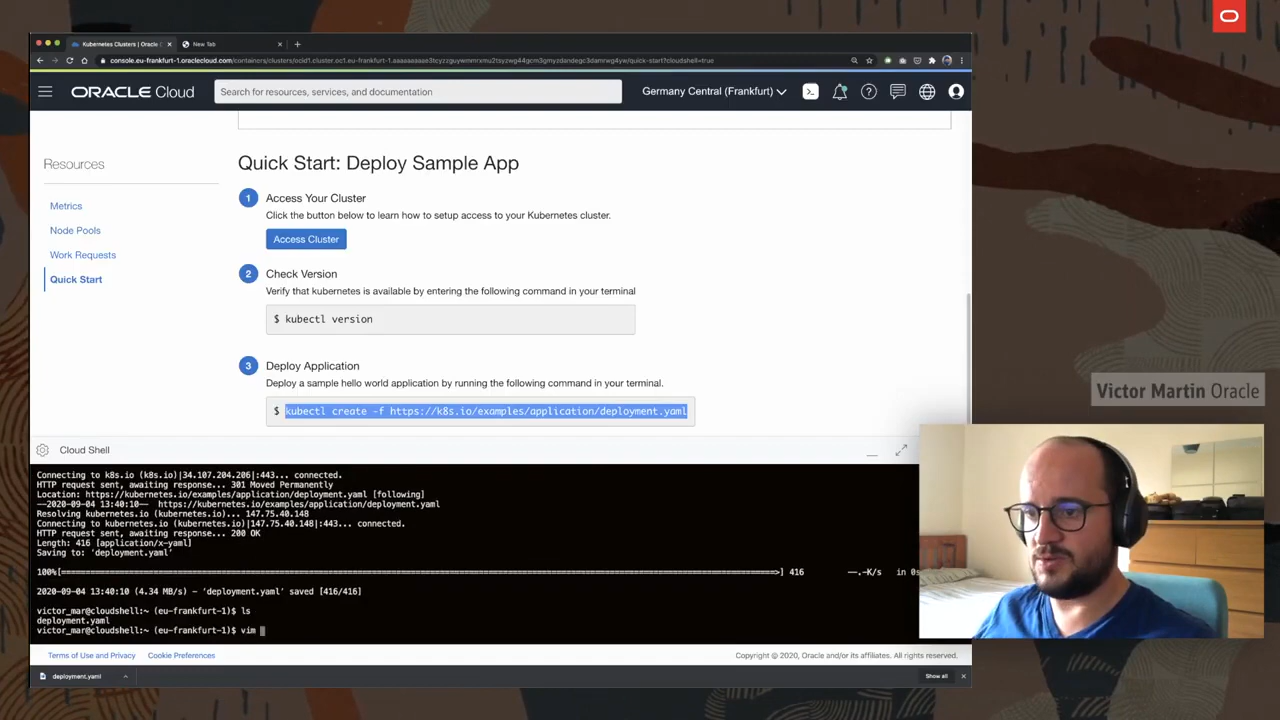 Kubernetes Clusters | Oracle
New Tab
ORACLE Cloud
Search for resources, services, and documentation
Germany Central (Frankfurt)
Resources
Metrics
Node Pools
Work Requests
Quick Start
Quick Start: Deploy Sample App
1 Access Your Cluster
Click the button below to learn how to setup access to your Kubernetes cluster.
Access Cluster
2 Check Version
Verify that kubernetes is available by entering the following command in your terminal
$ kubectl version
3 Deploy Application
Deploy a sample hello world application by running the following command in your terminal.
$ kubectl create -f https://k8s.io/examples/application/deployment.yaml
Victor Martin Oracle
Cloud Shell
Connecting to k8s.io (k8s.io)|34.107.204.206|:443... connected.
HTTP request sent, awaiting response... 301 Moved Permanently
Location: https://kubernetes.io/examples/application/deployment.yaml [following]
--2020-09-04 13:40:10-- https://kubernetes.io/examples/application/deployment.yaml
Resolving kubernetes.io (kubernetes.io)... 147.75.40.148
Connecting to kubernetes.io (kubernetes.io)|147.75.40.148|:443... connected.
HTTP request sent, awaiting response... 200 OK
Length: 416 [application/x-yaml]
Saving to: 'deployment.yaml'
100%[=====================================>] 416 --.-K/s in 0s
2020-09-04 13:40:10 (4.34 MB/s) - 'deployment.yaml' saved [416/416]
victor_mar@cloudshell:~ (eu-frankfurt-1)$ ls
deployment.yaml
victor_mar@cloudshell:~ (eu-frankfurt-1)$ vim
Terms of Use and Privacy
Cookie Preferences
Copyright © 2020, Oracle and/or its affiliates. All rights reserved.
deployment.yaml
Show all